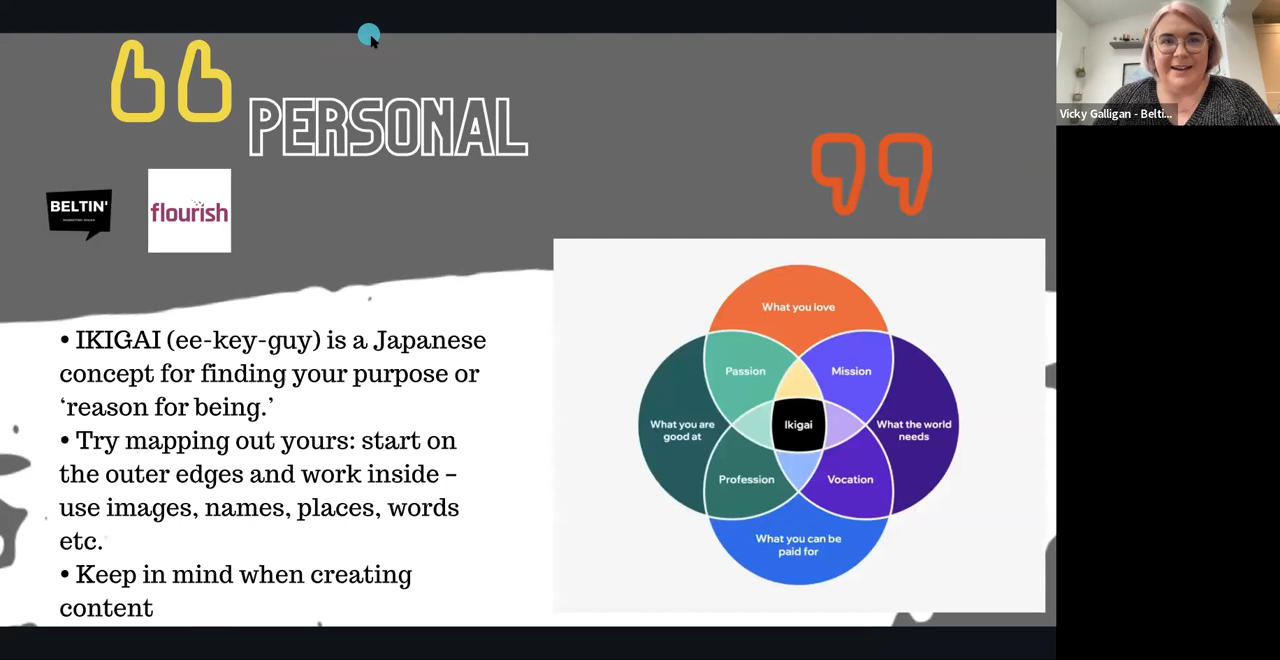 PERSONAL
BELTIN'
flourish
• IKIGAI (ee-key-guy) is a Japanese
concept for finding your purpose or
‘reason for being.’
• Try mapping out yours: start on
the outer edges and work inside –
use images, names, places, words
etc.
• Keep in mind when creating
content
What you love
Passion
Mission
What you are
good at
Ikigai
What the world
needs
Profession
Vocation
What you can be
paid for
Vicky Galligan - Belti...